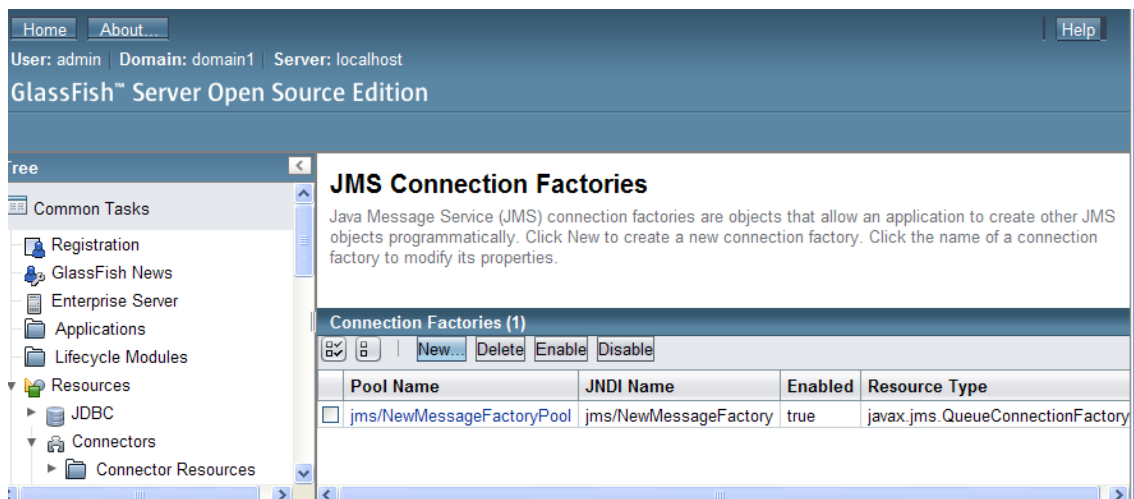 Home About... Help
User: admin Domain: domain1 Server: localhost
GlassFish™ Server Open Source Edition
Tree
Common Tasks
Registration
GlassFish News
Enterprise Server
Applications
Lifecycle Modules
Resources
JDBC
Connectors
Connector Resources
JMS Connection Factories
Java Message Service (JMS) connection factories are objects that allow an application to create other JMS
objects programmatically. Click New to create a new connection factory. Click the name of a connection
factory to modify its properties.
Connection Factories (1)
New... Delete Enable Disable
Pool Name JNDI Name Enabled Resource Type
jms/NewMessageFactoryPool jms/NewMessageFactory true javax.jms.QueueConnectionFactory